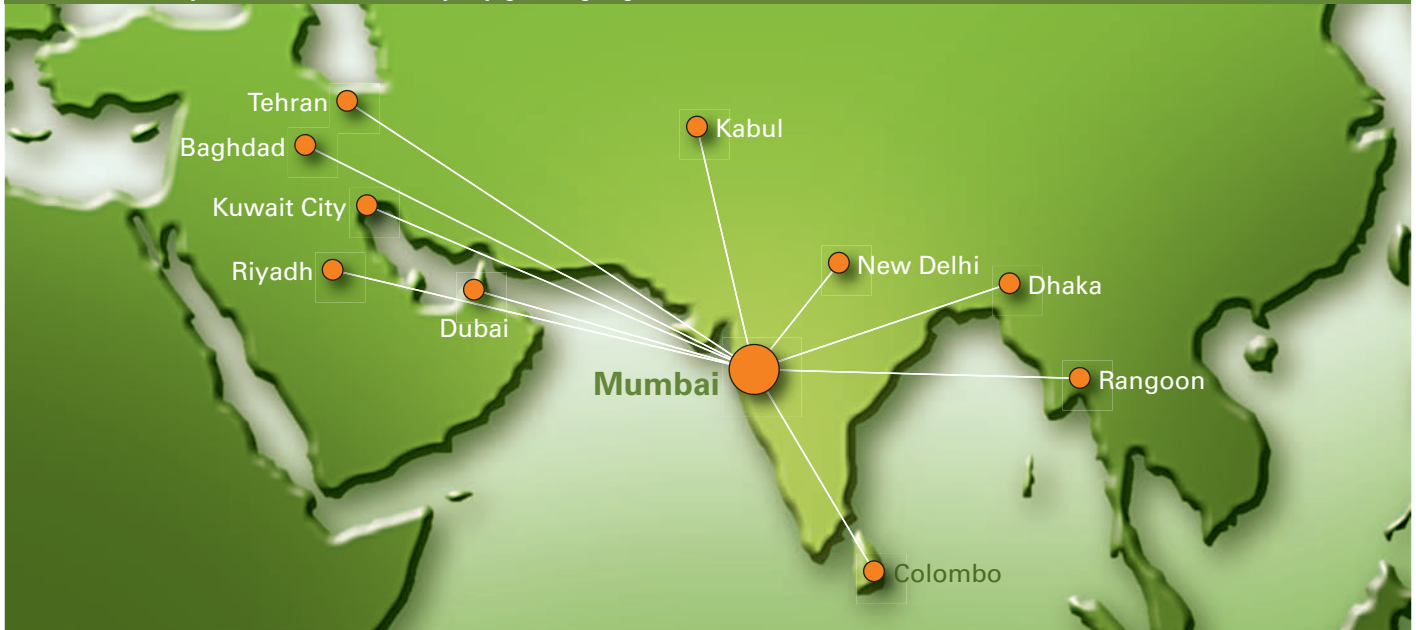 Tehran
Kabul
Baghdad
Kuwait City
New Delhi
Riyadh
Dhaka
Dubai
Mumbai
Rangoon
Colombo